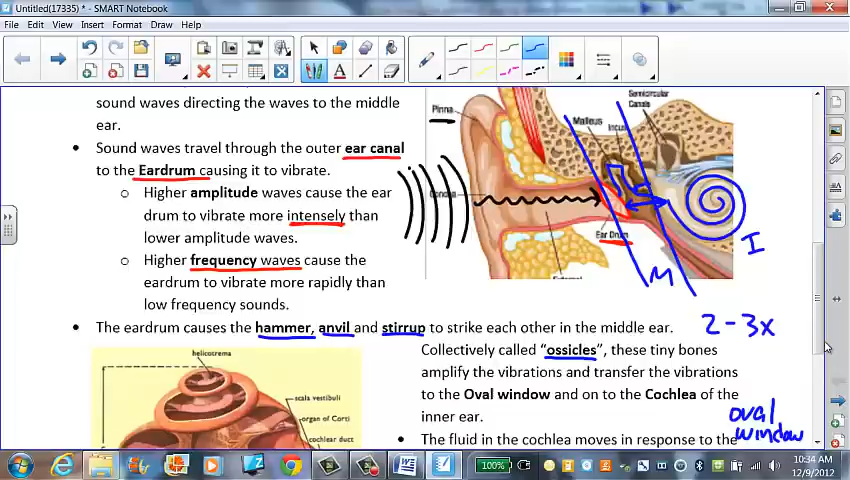 Untitled(17335) * - SMART Notebook
File Edit View Insert Format Draw Help
sound waves directing the waves to the middle
ear.
• Sound waves travel through the outer ear canal
to the Eardrum causing it to vibrate.
o Higher amplitude waves cause the ear
drum to vibrate more intensely than
lower amplitude waves.
o Higher frequency waves cause the
eardrum to vibrate more rapidly than
low frequency sounds.
Pinna
Malleus
Incus
Semicircular
Canals
Concha
Ear Drum
External
I
M
• The eardrum causes the hammer, anvil and stirrup to strike each other in the middle ear.
2-3x
Collectively called "ossicles", these tiny bones
amplify the vibrations and transfer the vibrations
to the Oval window and on to the Cochlea of the
inner ear.
oval
window
• The fluid in the cochlea moves in response to the
helicotrema
scala vestibuli
organ of Corti
cochlear duct
100%
10:34 AM
12/9/2012